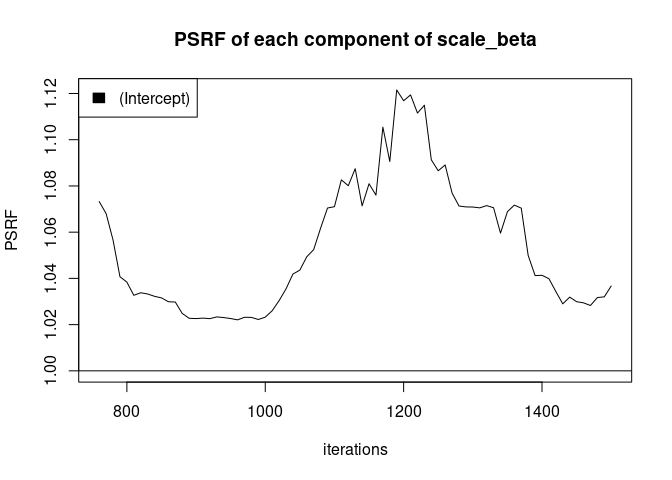 PSRF of each component of scale_beta
(Intercept)
PSRF
1.12
1.10
1.08
1.06
1.04
1.02
1.00
800 1000 1200 1400
iterations